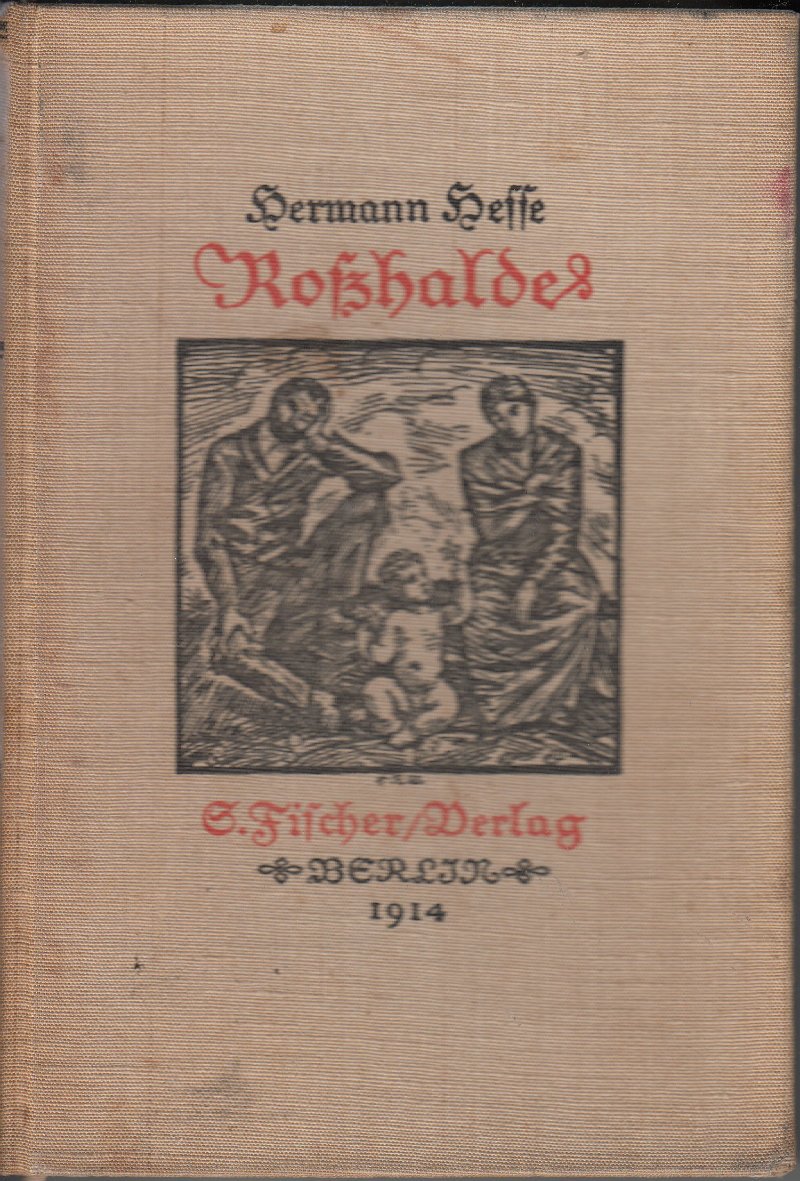 Hermann Hesse
Roßhalde
S. Fischer/Verlag
BERLIN
1914